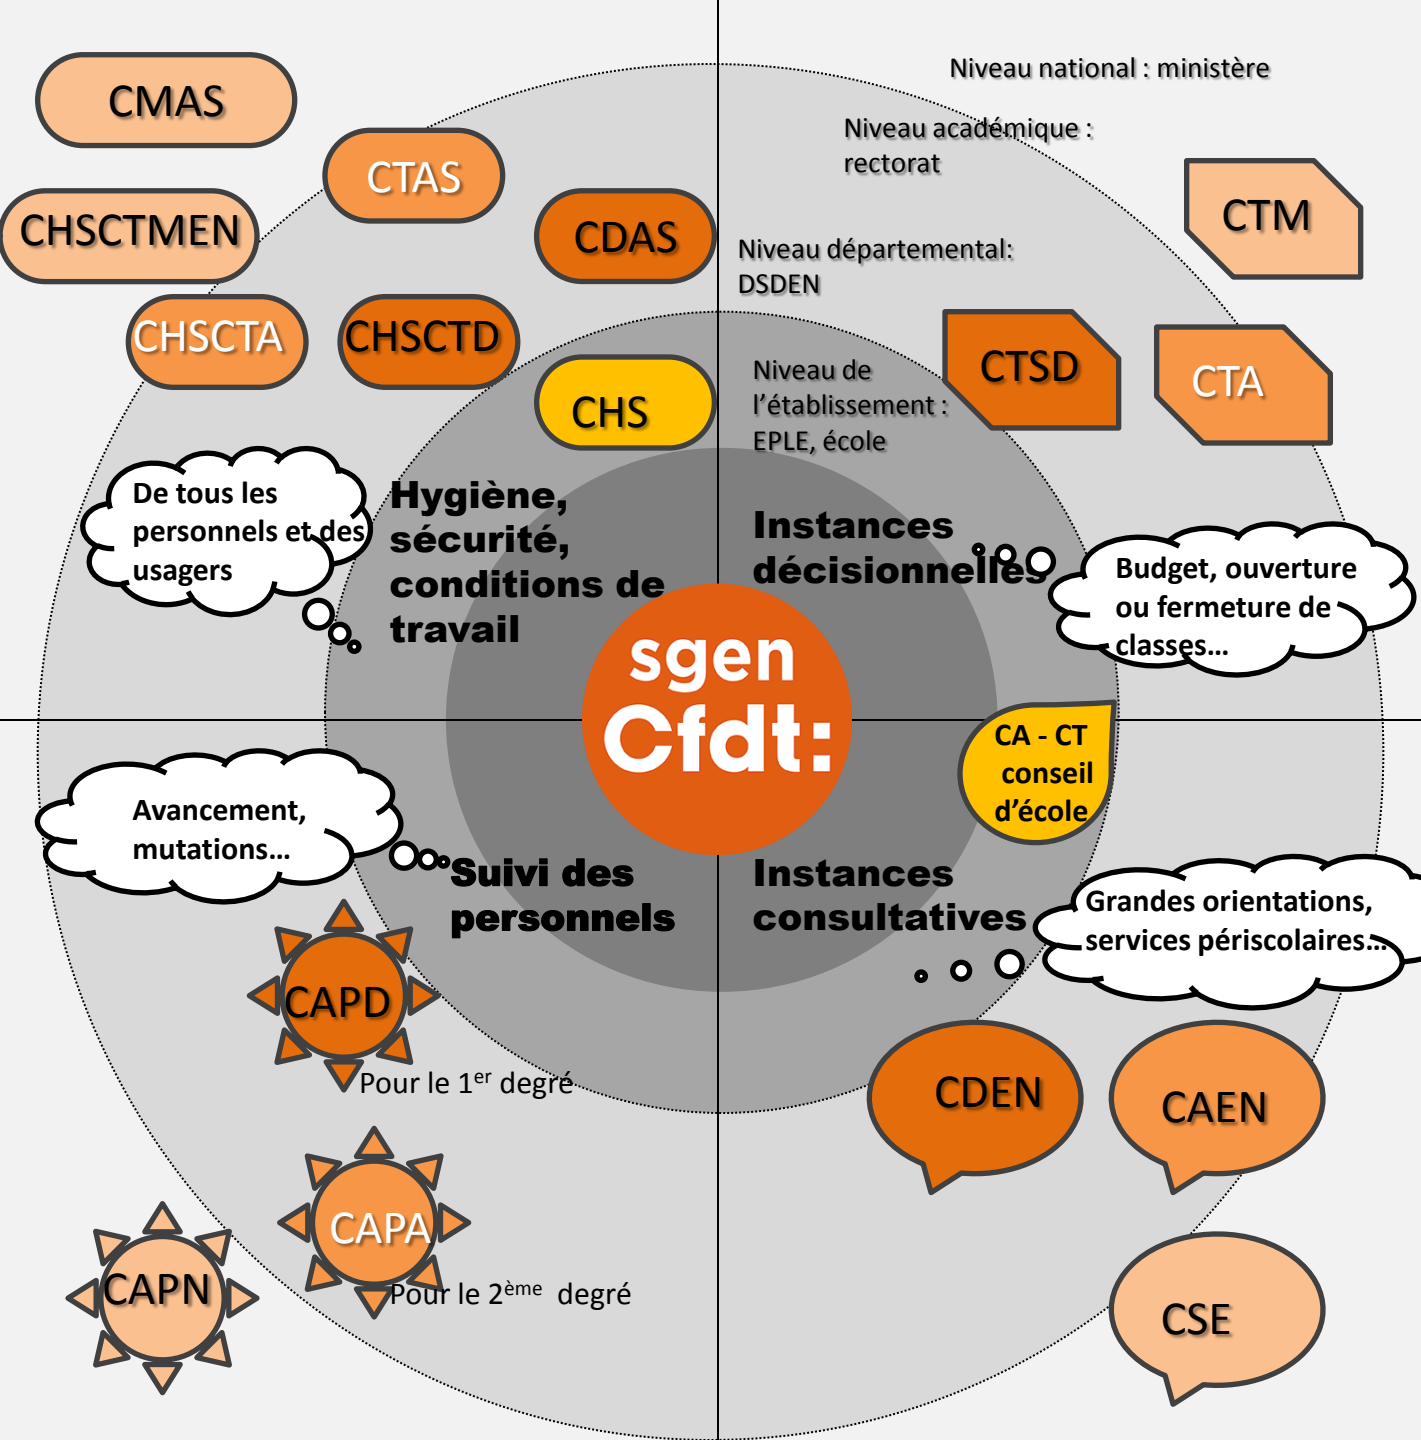 CMAS
CTAS
CHSCTMEN
CDAS
CHSCTA
CHSCTD
CHS
De tous les
personnels et des
usagers
Hygiène,
sécurité,
conditions de
travail
Niveau national : ministère
Niveau académique :
rectorat
CTM
Niveau départemental:
DSDEN
CTSD
CTA
Niveau de
l’établissement :
EPLE, école
Instances
décisionnelles
Budget, ouverture
ou fermeture de
classes...
sgen
Cfdt:
CA - CT
conseil
d’école
Avancement,
mutations...
Suivi des
personnels
CAPD
Pour le 1er degré
CAPA
Pour le 2ème degré
CAPN
Instances
consultatives
Grandes orientations,
services périscolaires...
CDEN
CAEN
CSE